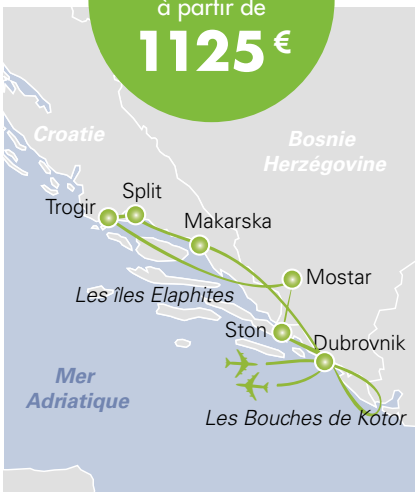 à partir de
1125 €
Croatie
Bosnie
Herzégovine
Split
Trogir
Makarska
Mostar
Les îles Elaphites
Ston
Dubrovnik
Mer
Adriatique
Les Bouches de Kotor